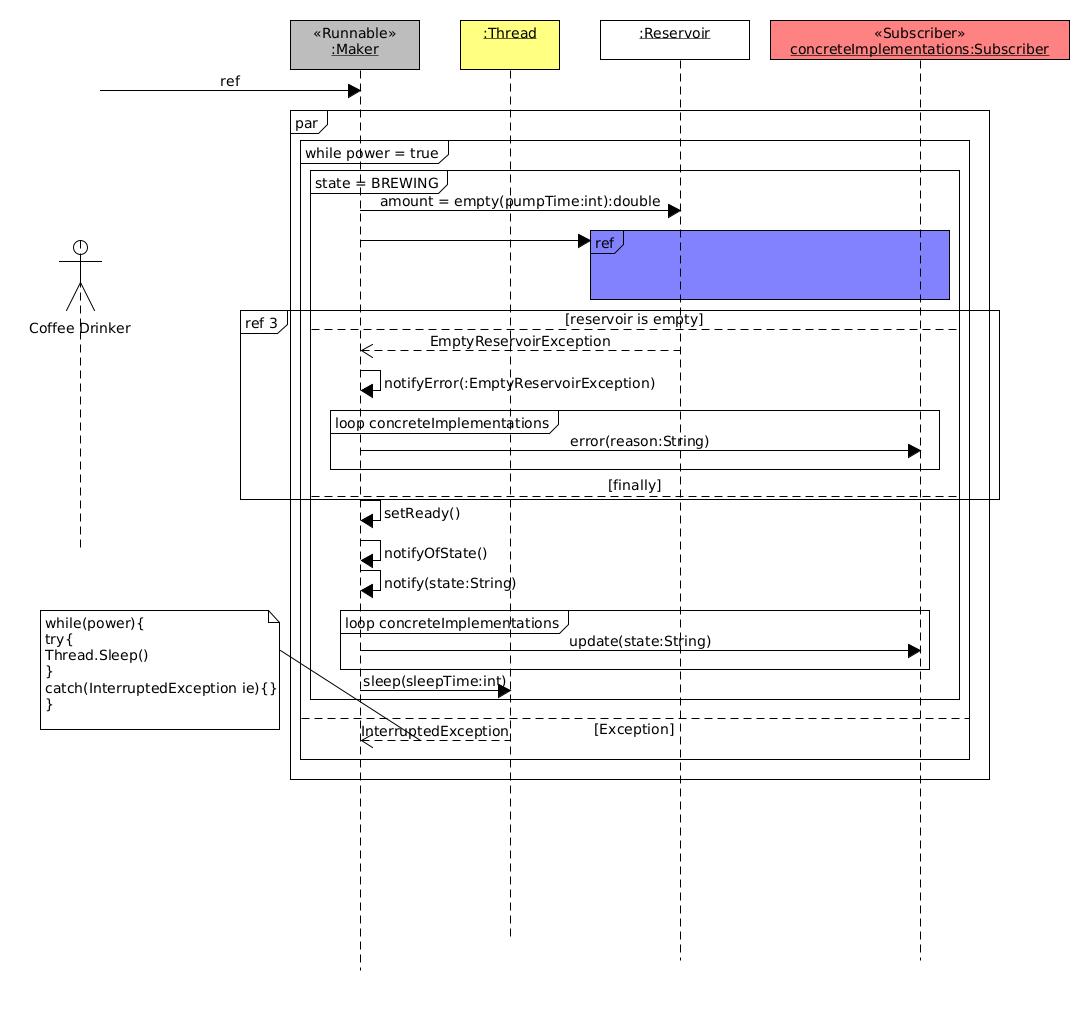 «Runnable»
:Maker
:Thread
:Reservoir
«Subscriber»
concreteImplementations:Subscriber
ref
par
while power = true
state = BREWING
amount = empty(pumpTime:int):double
ref
Coffee Drinker
ref 3
[reservoir is empty]
EmptyReservoirException
notifyError(:EmptyReservoirException)
loop concreteImplementations
error(reason:String)
[finally]
setReady()
notifyOfState()
notify(state:String)
loop concreteImplementations
update(state:String)
while(power){
try{
Thread.Sleep()
}
catch(InterruptedException ie){}
}
sleep(sleepTime:int)
[Exception]
InterruptedException